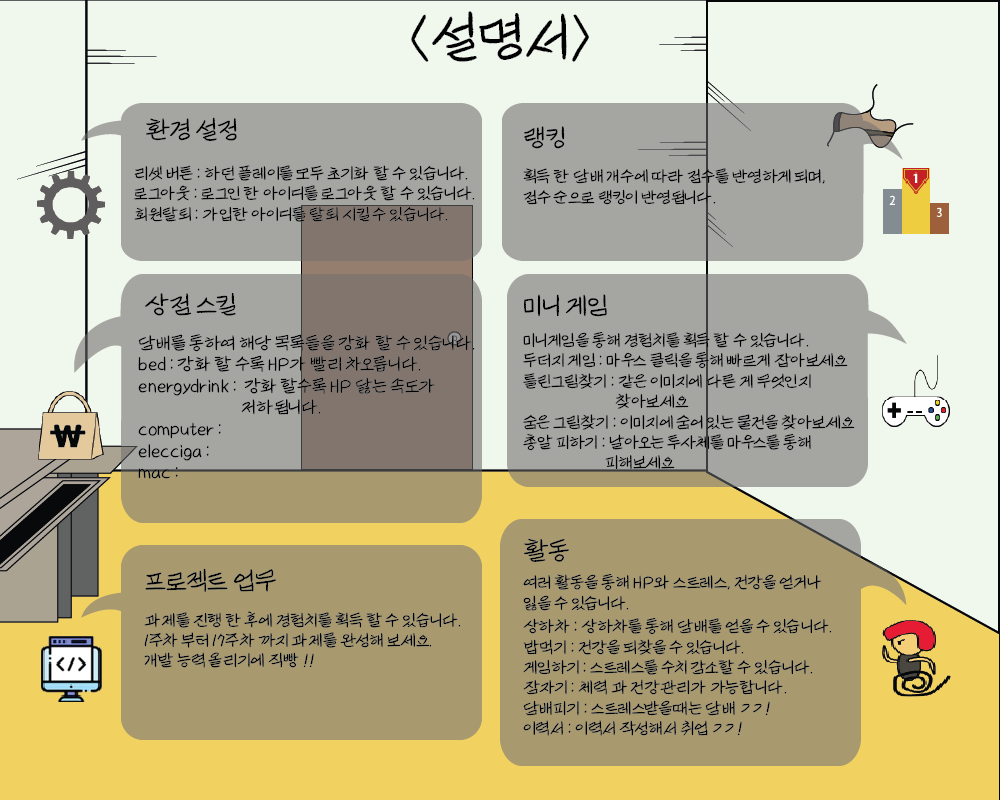 <설명서>
환경 설정
리셋 버튼 : 하던 플레이를 모두 초기화 할 수 있습니다.
로그아웃 : 로그인 한 아이디를 로그아웃 할 수 있습니다.
회원탈퇴 : 가입한 아이디를 탈퇴 시킬 수 있습니다.
랭킹
획득 한 담배 개수에 따라 점수를 반영하게 되며,
점수 순으로 랭킹이 반영됩니다.
1
2
3
상점 스킬
담배를 통하여 해당 목록들을 강화 할 수 있습니다.
bed : 강화 할 수록 HP가 빨리 차오릅니다.
energydrink : 강화 할수록 HP 닳는 속도가
저하 됩니다.
computer :
elecciga :
mac :
₩
미니 게임
미니게임을 통해 경험치를 획득 할 수 있습니다.
두더지 게임 : 마우스 클릭을 통해 빠르게 잡아보세요
틀린그림찾기 : 같은 이미지에 다른 게 무엇인지
찾아보세요
숨은 그림찾기 : 이미지에 숨어 있는 물건을 찾아보세요
총알 피하기 : 날아오는 투사체를 마우스를 통해
피해보세요
프로젝트 업무
과제를 진행 한 후에 경험치를 획득 할 수 있습니다.
1주차 부터 17주차 까지 과제를 완성해 보세요.
개발 능력 올리기에 직빵 !!
</>
활동
여러 활동을 통해 HP와 스트레스, 건강을 얻거나
잃을 수 있습니다.
상하차 : 상하차를 통해 담배를 얻을 수 있습니다.
밥먹기 : 건강을 되찾을 수 있습니다.
게임하기 : 스트레스를 수치 감소할 수 있습니다.
잠자기 : 체력 과 건강관리가 가능합니다.
담배피기 : 스트레스받을때는 담배 ㄱㄱ!
이력서 : 이력서 작성해서 취업 ㄱㄱ!